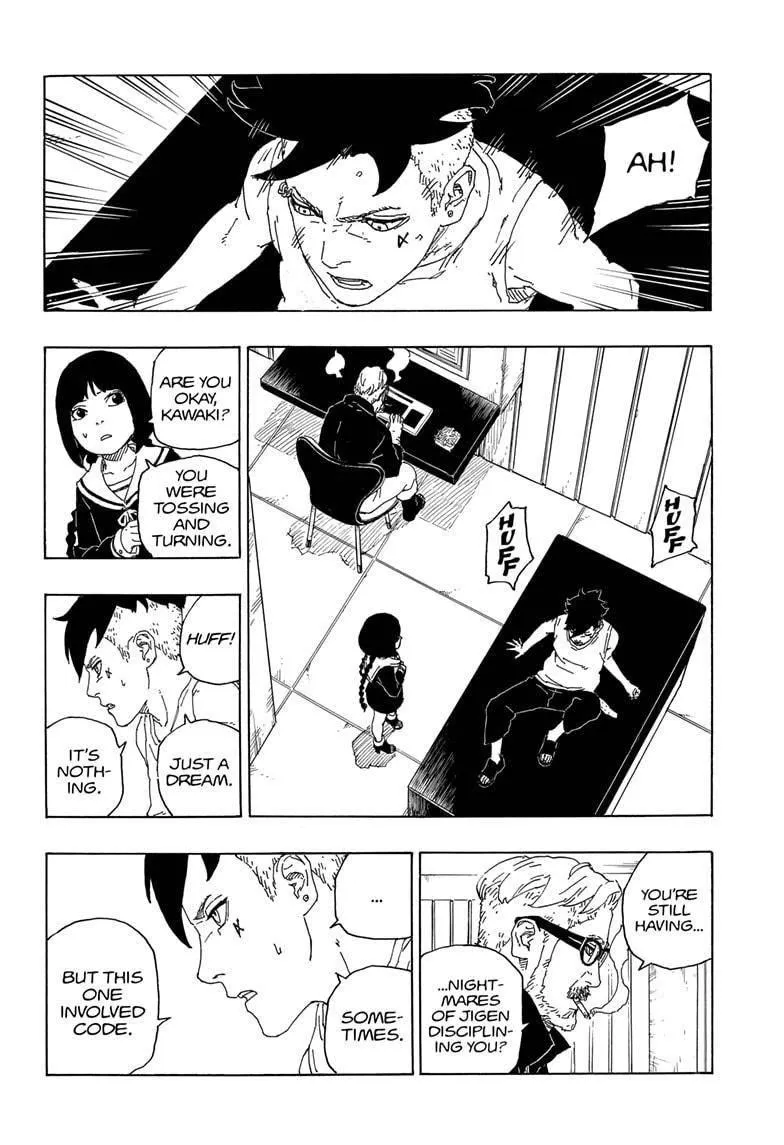 AH!
HUFF
HUFF
ARE YOU
OKAY,
KAWAKI?
YOU
WERE
TOSSING
AND
TURNING.
HUFF!
JUST A
DREAM.
IT'S
NOTH-
ING.
YOU'RE
STILL
HAVING...
...NIGHT-
MARES
OF JIGEN
DISCIPLIN-
ING YOU?
...
SOME-
TIMES.
BUT THIS
ONE
INVOLVED
CODE.